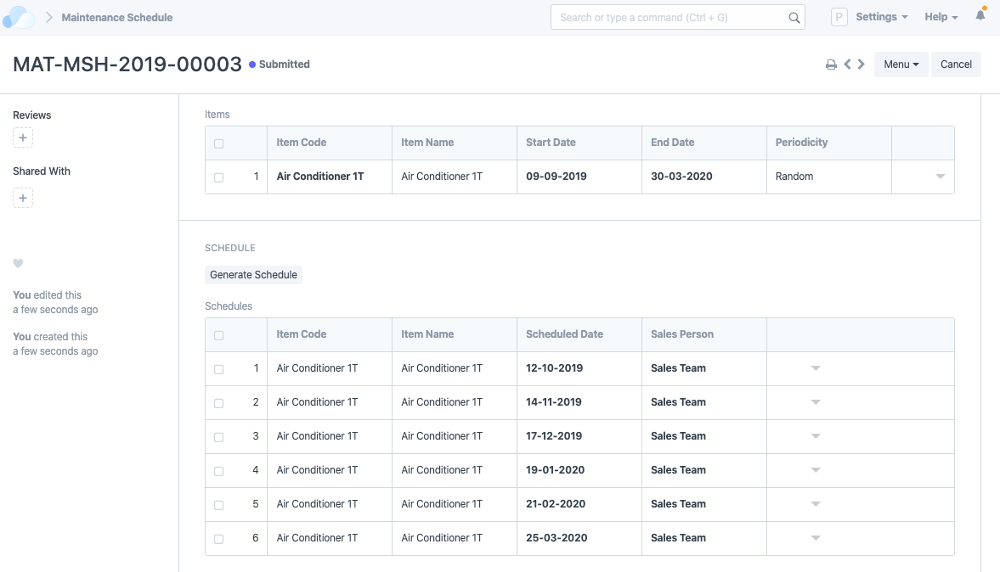 Maintenance Schedule Search or type a command (Ctrl + G) P Settings Help
MAT-MSH-2019-00003 Submitted Menu Cancel
Reviews
+
Shared With
+
You edited this
a few seconds ago
You created this
a few seconds ago
Items
Item Code Item Name Start Date End Date Periodicity
1 Air Conditioner 1T Air Conditioner 1T 09-09-2019 30-03-2020 Random
SCHEDULE
Generate Schedule
Schedules
Item Code Item Name Scheduled Date Sales Person
1 Air Conditioner 1T Air Conditioner 1T 12-10-2019 Sales Team
2 Air Conditioner 1T Air Conditioner 1T 14-11-2019 Sales Team
3 Air Conditioner 1T Air Conditioner 1T 17-12-2019 Sales Team
4 Air Conditioner 1T Air Conditioner 1T 19-01-2020 Sales Team
5 Air Conditioner 1T Air Conditioner 1T 21-02-2020 Sales Team
6 Air Conditioner 1T Air Conditioner 1T 25-03-2020 Sales Team